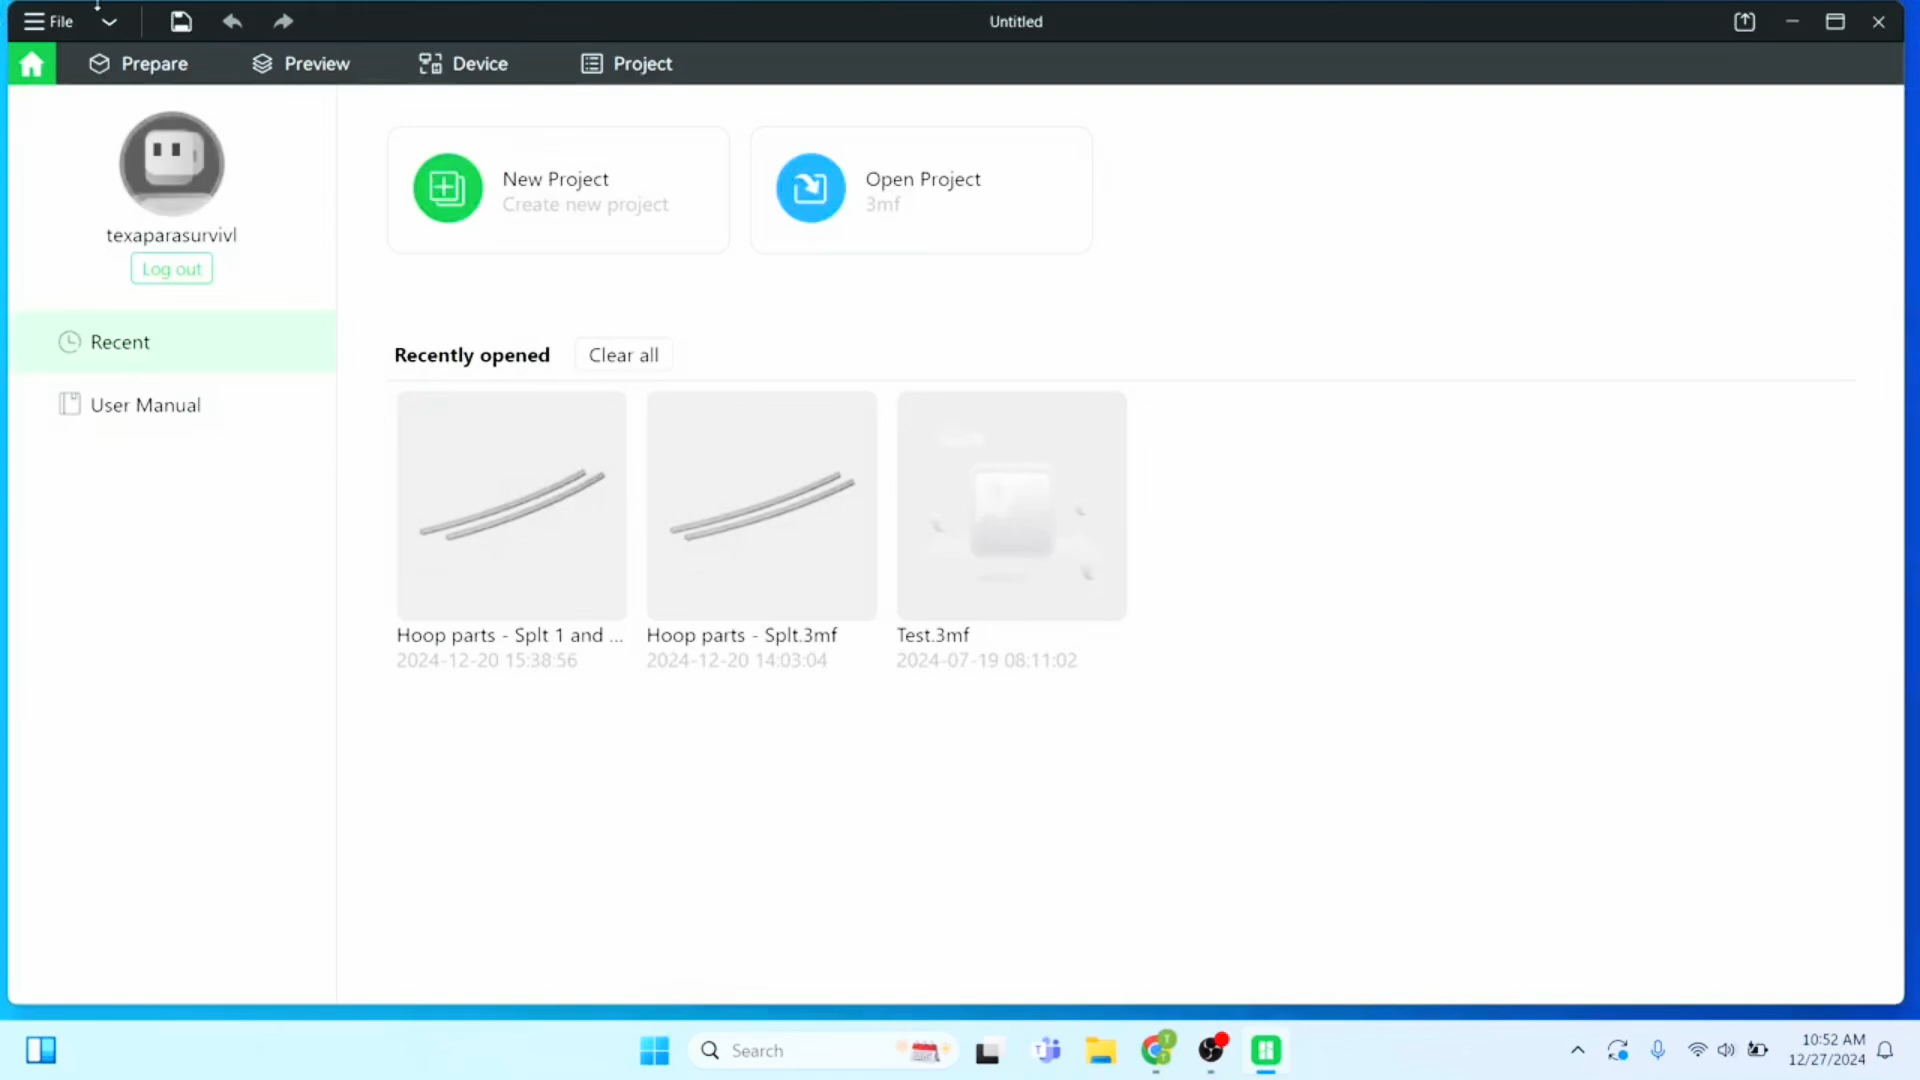 File
Untitled
Prepare
Preview
Device
Project
texaparasurvivl
Log out
Recent
User Manual
New Project
Create new project
Open Project
3mf
Recently opened
Clear all
Hoop parts - Splt 1 and ...
2024-12-20 15:38:56
Hoop parts - Splt.3mf
2024-12-20 14:03:04
Test.3mf
2024-07-19 08:11:02
Search
10:52 AM
12/27/2024